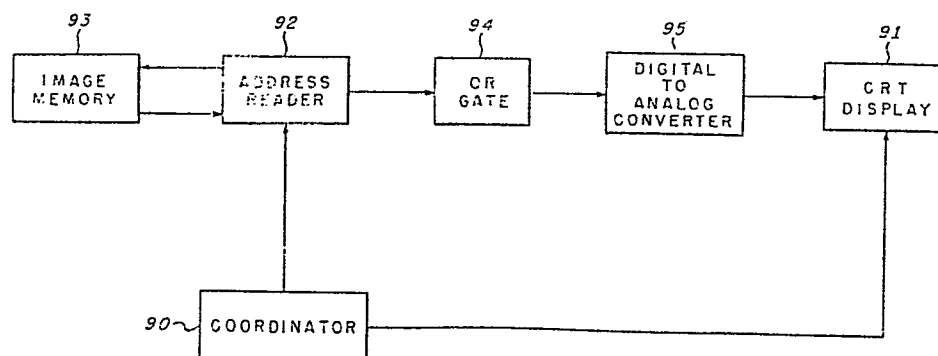 93
92
94
95
91
IMAGE
MEMORY
ADDRESS
READER
OR
GATE
DIGITAL
TO
ANALOG
CONVERTER
CRT
DISPLAY
90
COORDINATOR